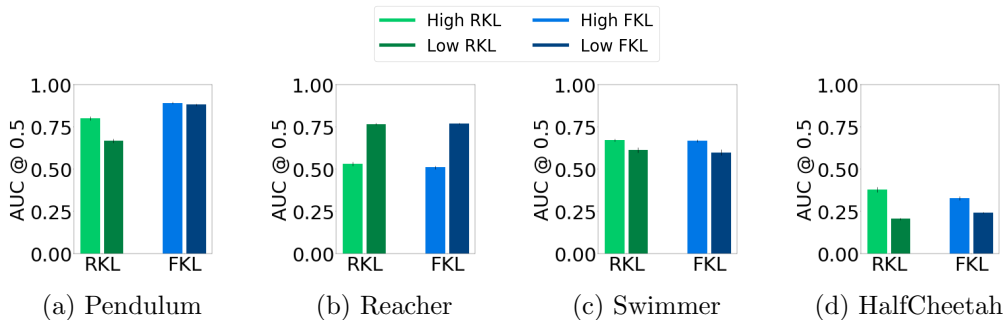 High RKL High FKL
Low RKL Low FKL
AUC @ 0.5
1.00
0.75
0.50
0.25
0.00
RKL FKL
(a) Pendulum
AUC @ 0.5
1.00
0.75
0.50
0.25
0.00
RKL FKL
(b) Reacher
AUC @ 0.5
1.00
0.75
0.50
0.25
0.00
RKL FKL
(c) Swimmer
AUC @ 0.5
1.00
0.75
0.50
0.25
0.00
RKL FKL
(d) HalfCheetah